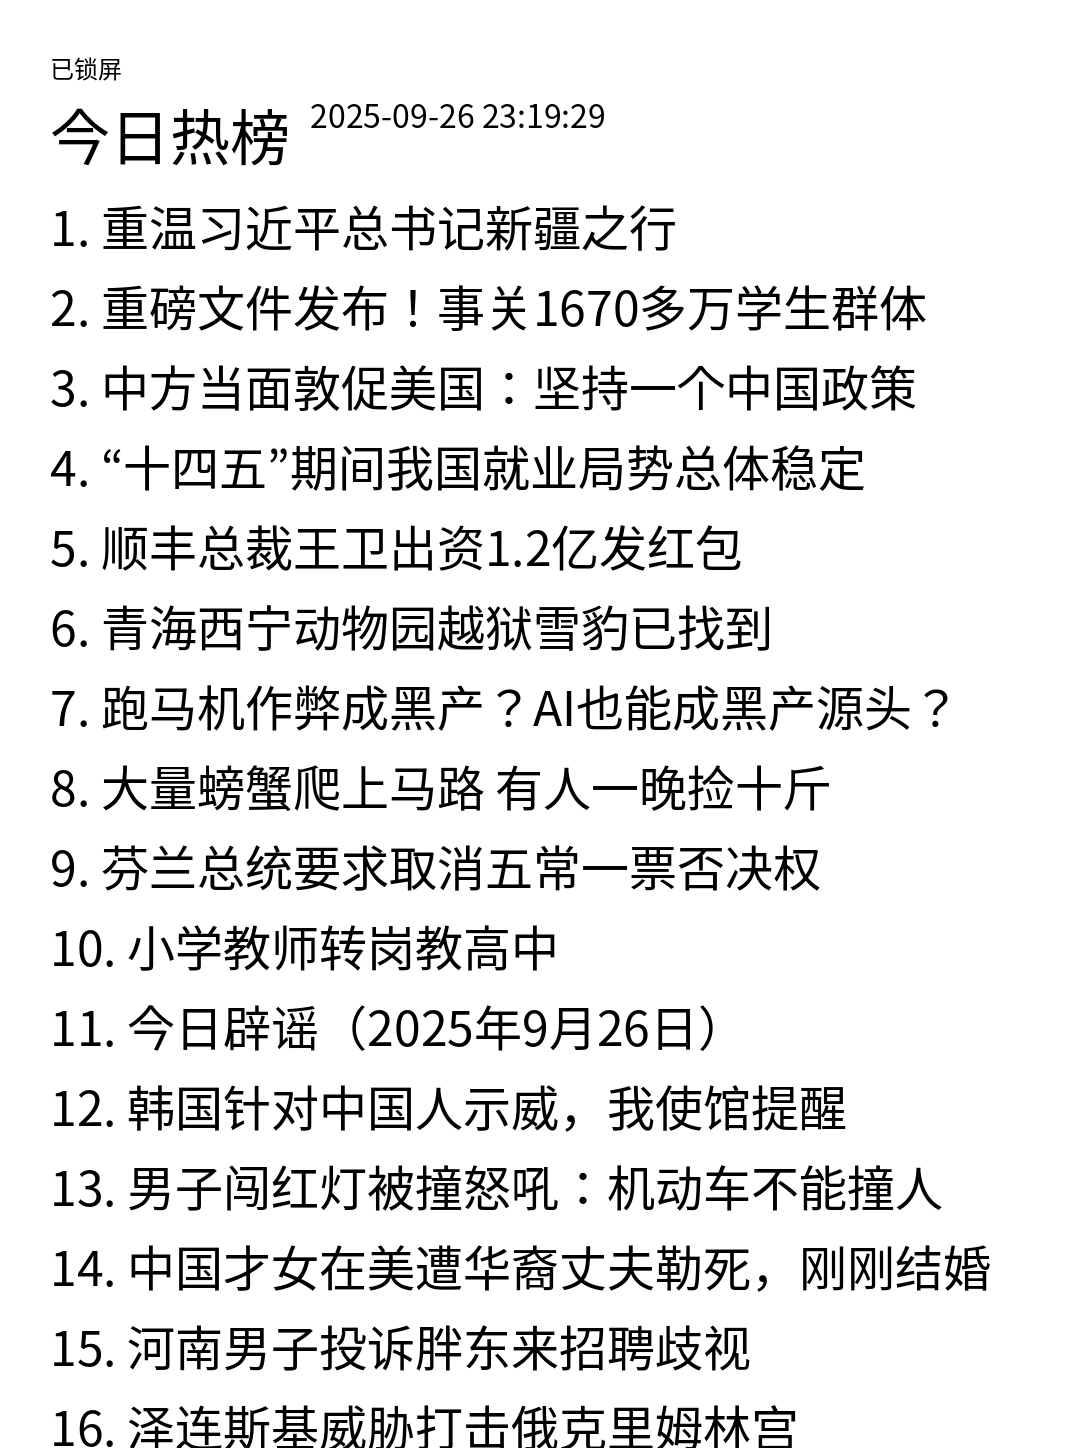 已锁屏
今日热榜 2025-09-26 23:19:29
1. 重温习近平总书记新疆之行
2. 重磅文件发布！事关1670多万学生群体
3. 中方当面敦促美国：坚持一个中国政策
4. “十四五”期间我国就业局势总体稳定
5. 顺丰总裁王卫出资1.2亿发红包
6. 青海西宁动物园越狱雪豹已找到
7. 跑马机作弊成黑产？AI也能成黑产源头？
8. 大量螃蟹爬上马路 有人一晚捡十斤
9. 芬兰总统要求取消五常一票否决权
10. 小学教师转岗教高中
11. 今日辟谣（2025年9月26日）
12. 韩国针对中国人示威，我使馆提醒
13. 男子闯红灯被撞怒吼：机动车不能撞人
14. 中国才女在美遭华裔丈夫勒死，刚刚结婚
15. 河南男子投诉胖东来招聘歧视
16. 泽连斯基威胁打击俄克里姆林宫